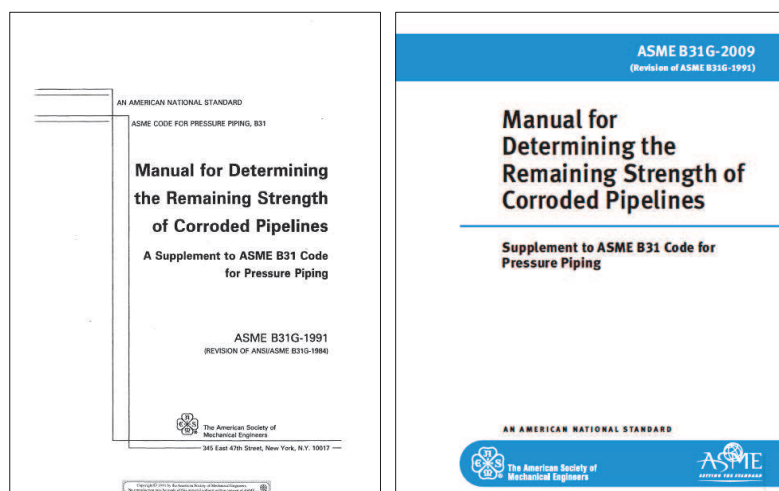 AN AMERICAN NATIONAL STANDARD
ASME CODE FOR PRESSURE PIPING, B31
Manual for Determining
the Remaining Strength
of Corroded Pipelines
A Supplement to ASME B31 Code
for Pressure Piping
ASME B31G-1991
(REVISION OF ANSI/ASME B31G-1984)
The American Society of
Mechanical Engineers
345 East 47th Street, New York, N.Y. 10017
ASME B31G-2009
(Revision of ASME B31G-1991)
Manual for
Determining the
Remaining Strength of
Corroded Pipelines
Supplement to ASME B31 Code for
Pressure Piping
AN AMERICAN NATIONAL STANDARD
The American Society of
Mechanical Engineers
ASME
SETTING THE STANDARD